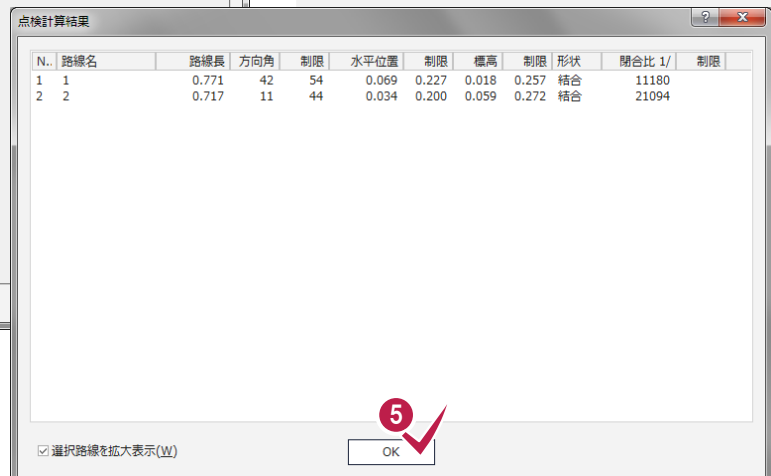 点検計算結果
N.. 路線名 路線長 方向角 制限 水平位置 制限 標高 制限 形状 閉合比 1/ 制限
1 1 0.771 42 54 0.069 0.227 0.018 0.257 結合 11180
2 2 0.717 11 44 0.034 0.200 0.059 0.272 結合 21094
5
選択路線を拡大表示(W)
OK